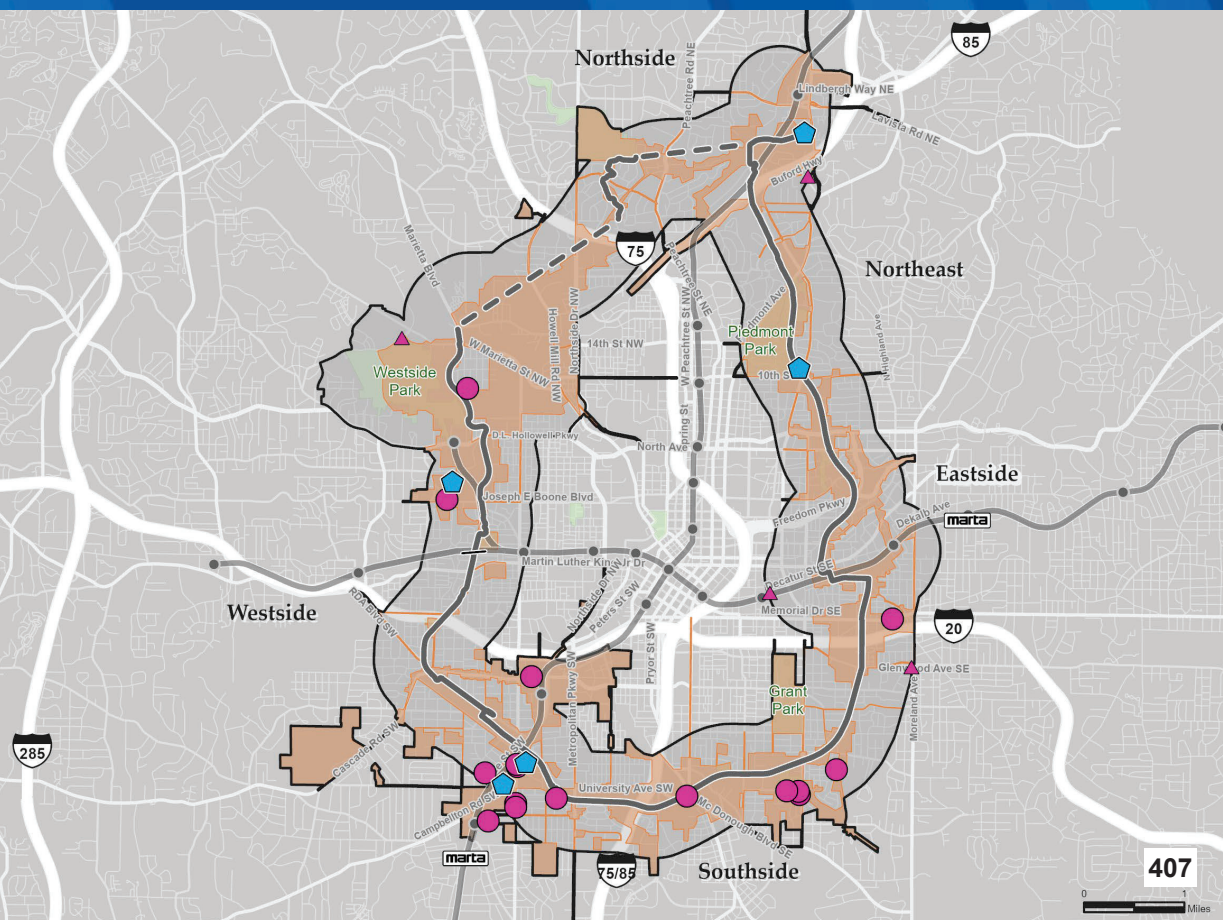 85
Northside
Peachtree Rd NE
Lindbergh Way NE
Lavista Rd NE
Buford Hwy
Marietta Blvd
75
Peachtree St NE
Northeast
Piedmont
Park
Howell Mill Rd NW
Northside Dr NW
W Peachtree St NW
14th St NW
W Marietta St NW
Westside
Park
10th S
N Highland Ave
Spring St
D.L. Hollowell Pkwy
North Ave
Eastside
Joseph E Boone Blvd
Freedom Pkwy
Dekalb Ave
marta
Martin Luther King Jr Dr
Decatur St SE
Northside Dr NW
Peters St SW
Memorial Dr SE
Westside
RDA Blvd SW
20
Pryor St SW
Metropolitan Pkwy SW
Glenwood Ave SE
Moreland Ave
Grant
Park
285
Cascade Rd SW
University Ave SW
Campbellton Rd SW
Mc Donough Blvd SE
marta
75/85
Southside
407
0
1
Miles